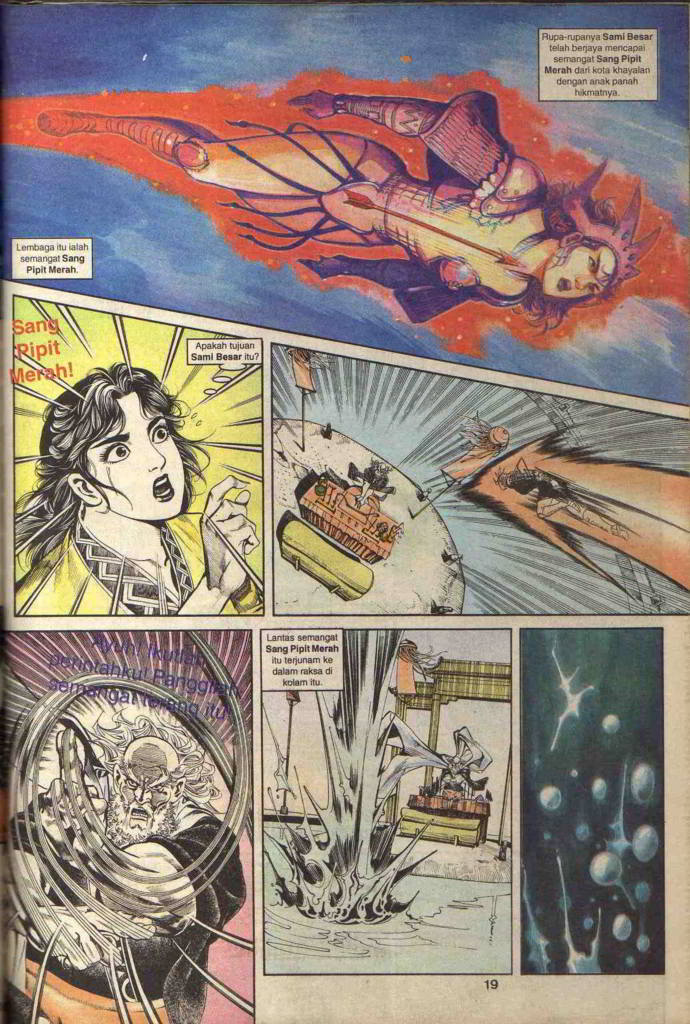 Rupa-rupanya Sami Besar
telah berjaya mencapai
semangat Sang Pipit
Merah dari kota khayalan
dengan anak panah
hikmatnya.
Lembaga itu ialah
semangat Sang
Pipit Merah.
Sang
Pipit
Merah!
Apakah tujuan
Sami Besar itu?
Ayuh! Ikutlah
perintahku! Panggilan
semangat terbang itu!
Lantas semangat
Sang Pipit Merah
itu terjunam ke
dalam raksa di
kolam itu.
19